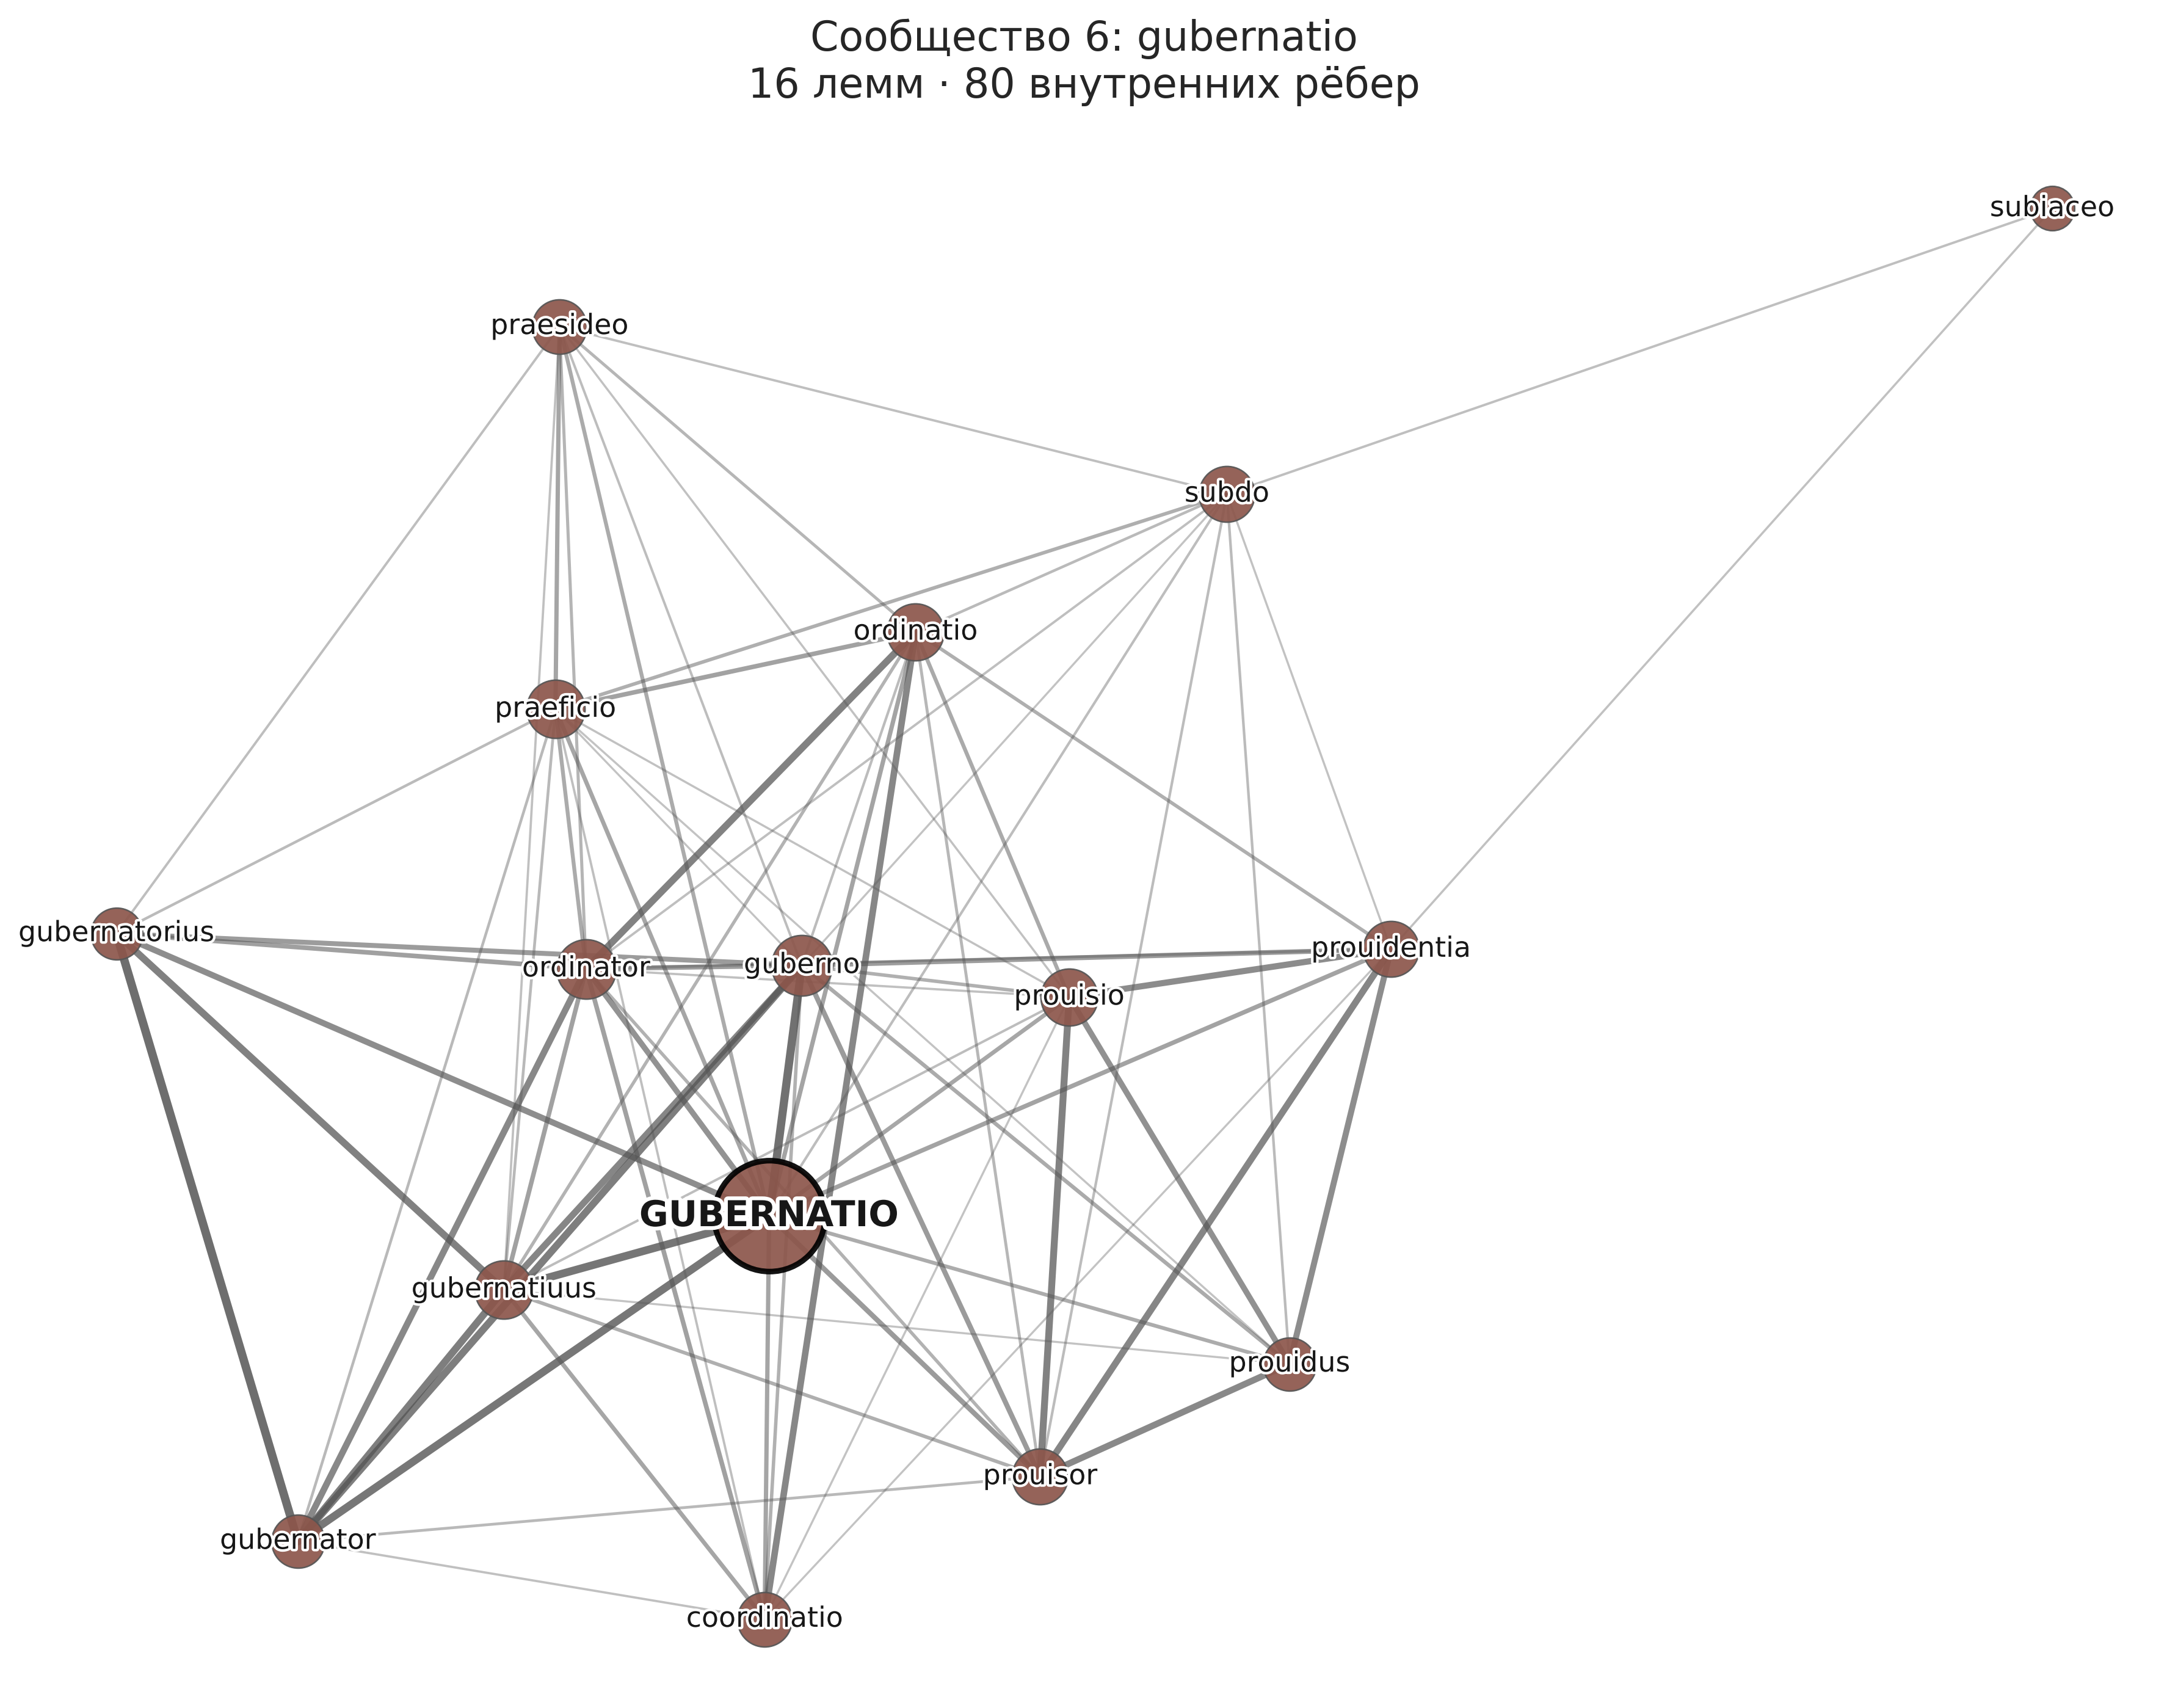 Сообщество 6: gubernatio
16 лемм · 80 внутренних рёбер
subiaceo
praesideo
subdo
ordinatio
praeficio
gubernatorius
ordinator
guberno
prouidentia
prouisio
GUBERNATIO
gubernatiuus
prouidus
prouisor
gubernator
coordinatio